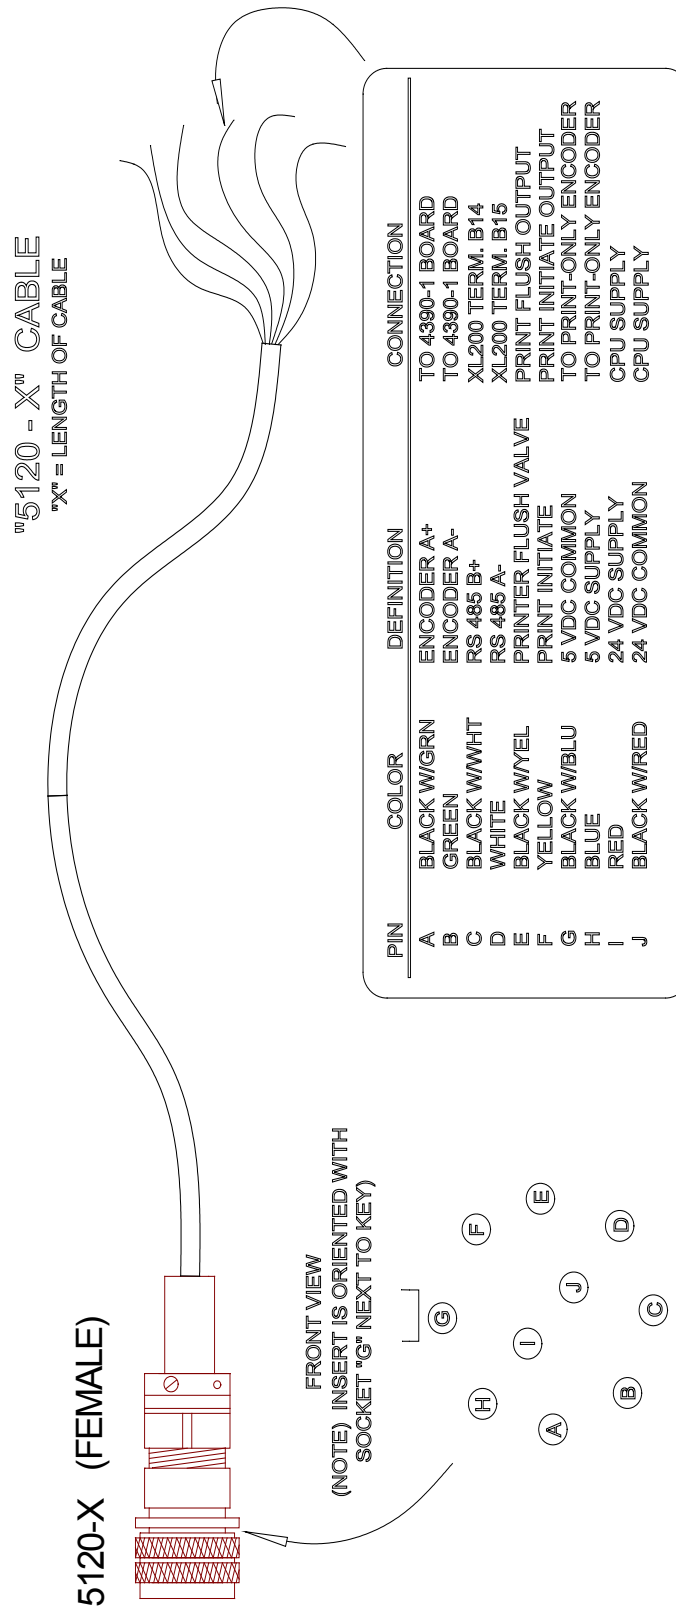 "5120 - X" CABLE
"X" = LENGTH OF CABLE
5120-X (FEMALE)
FRONT VIEW
(NOTE) INSERT IS ORIENTED WITH
SOCKET "G" NEXT TO KEY)
G
F
E
H
I
J
D
A
B
C
PIN COLOR DEFINITION CONNECTION
A BLACK W/GRN ENCODER A+ TO 4390-1 BOARD
B GREEN ENCODER A- TO 4390-1 BOARD
C BLACK W/WHT RS 485 B+ XL200 TERM. B14
D WHITE RS 485 A- XL200 TERM. B15
E BLACK W/YEL PRINTER FLUSH VALVE PRINT FLUSH OUTPUT
F YELLOW PRINT INITIATE PRINT INITIATE OUTPUT
G BLACK W/BLU 5 VDC COMMON TO PRINT-ONLY ENCODER
H BLUE 5 VDC SUPPLY TO PRINT-ONLY ENCODER
I RED 24 VDC SUPPLY CPU SUPPLY
J BLACK W/RED 24 VDC COMMON CPU SUPPLY